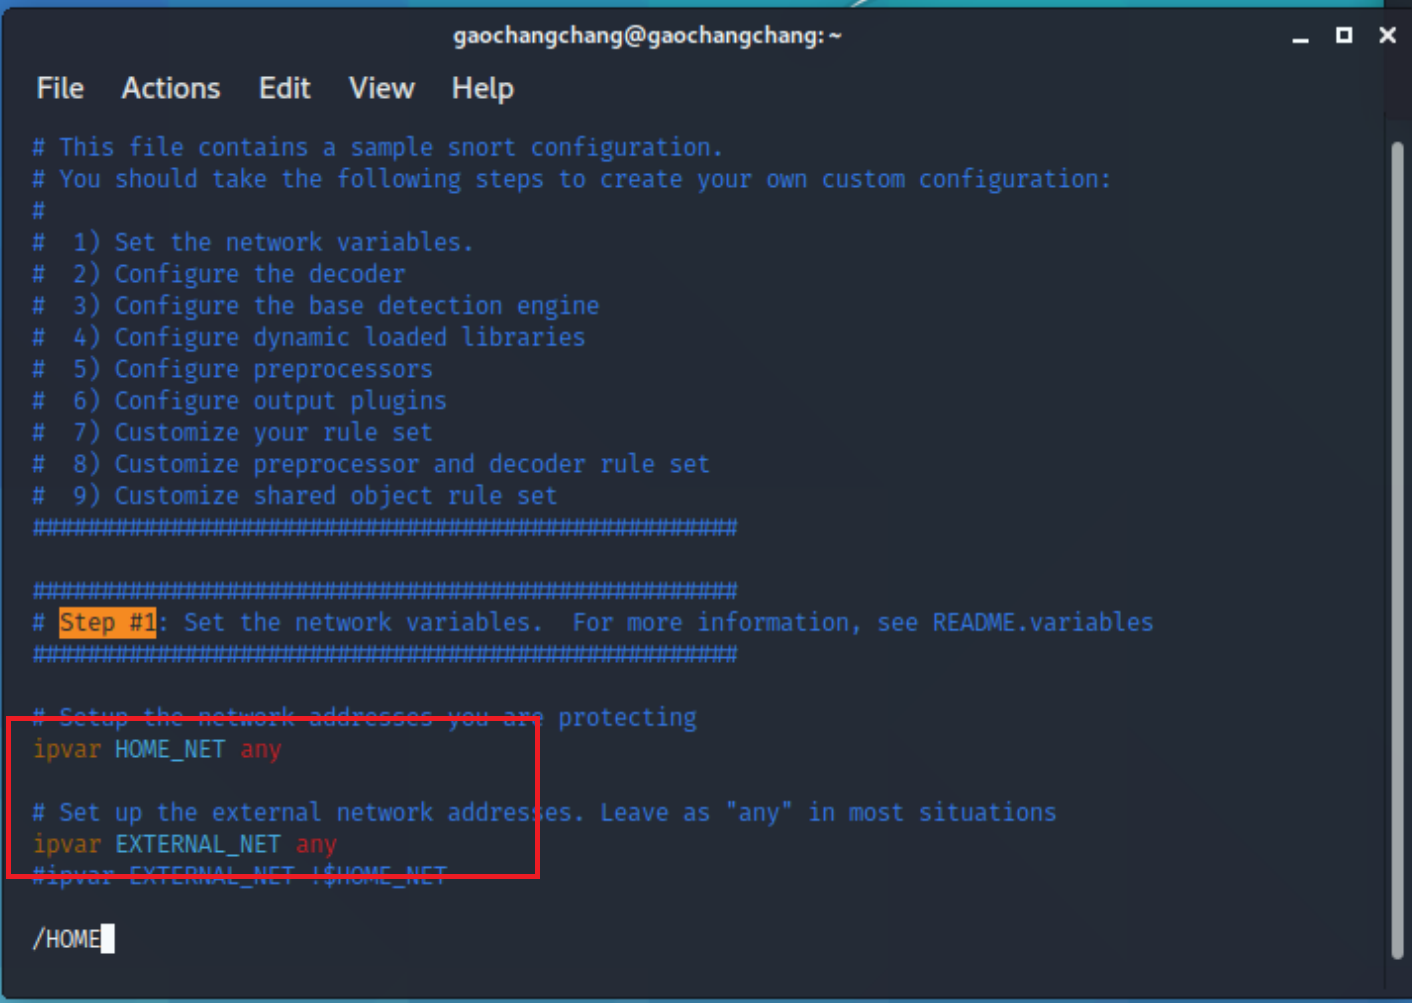 gaochangchang@gaochangchang: ~
File Actions Edit View Help
# This file contains a sample snort configuration.
# You should take the following steps to create your own custom configuration:
#
#  1) Set the network variables.
#  2) Configure the decoder
#  3) Configure the base detection engine
#  4) Configure dynamic loaded libraries
#  5) Configure preprocessors
#  6) Configure output plugins
#  7) Customize your rule set
#  8) Customize preprocessor and decoder rule set
#  9) Customize shared object rule set
###################################################
###################################################
# Step #1: Set the network variables.  For more information, see README.variables
###################################################
# Setup the network addresses you are protecting
ipvar HOME_NET any
# Set up the external network addresses. Leave as "any" in most situations
ipvar EXTERNAL_NET any
#ipvar EXTERNAL_NET !$HOME_NET
/HOME